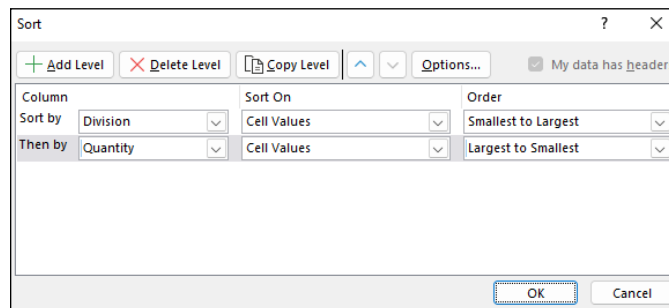 Sort ? ×
Add Level Delete Level Copy Level Options... My data has header
Column Sort On Order
Sort by Division Cell Values Smallest to Largest
Then by Quantity Cell Values Largest to Smallest
OK Cancel